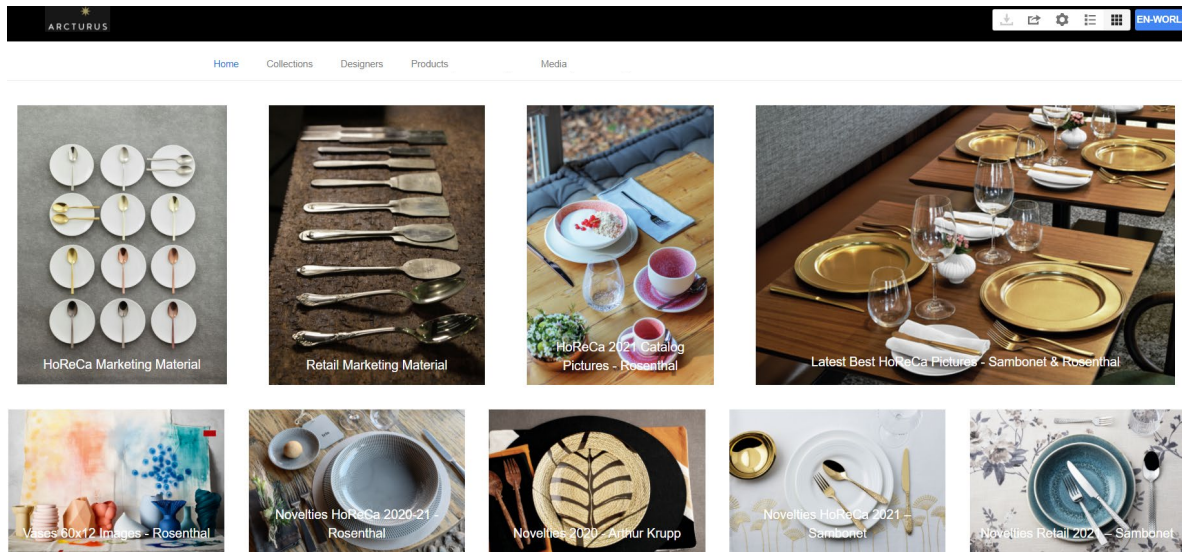 ARCTURUS
EN-WORL
Home Collections Designers Products Media
HoReCa Marketing Material
Retail Marketing Material
HoReCa 2021 Catalog
Pictures - Rosenthal
Latest Best HoReCa Pictures - Sambonet & Rosenthal
Vases 60x12 Images - Rosenthal
Novelties HoReCa 2020-21 -
Rosenthal
Novelties 2020 - Arthur Krupp
Novelties HoReCa 2021 –
Sambonet
Novelties Retail 2021 – Sambonet